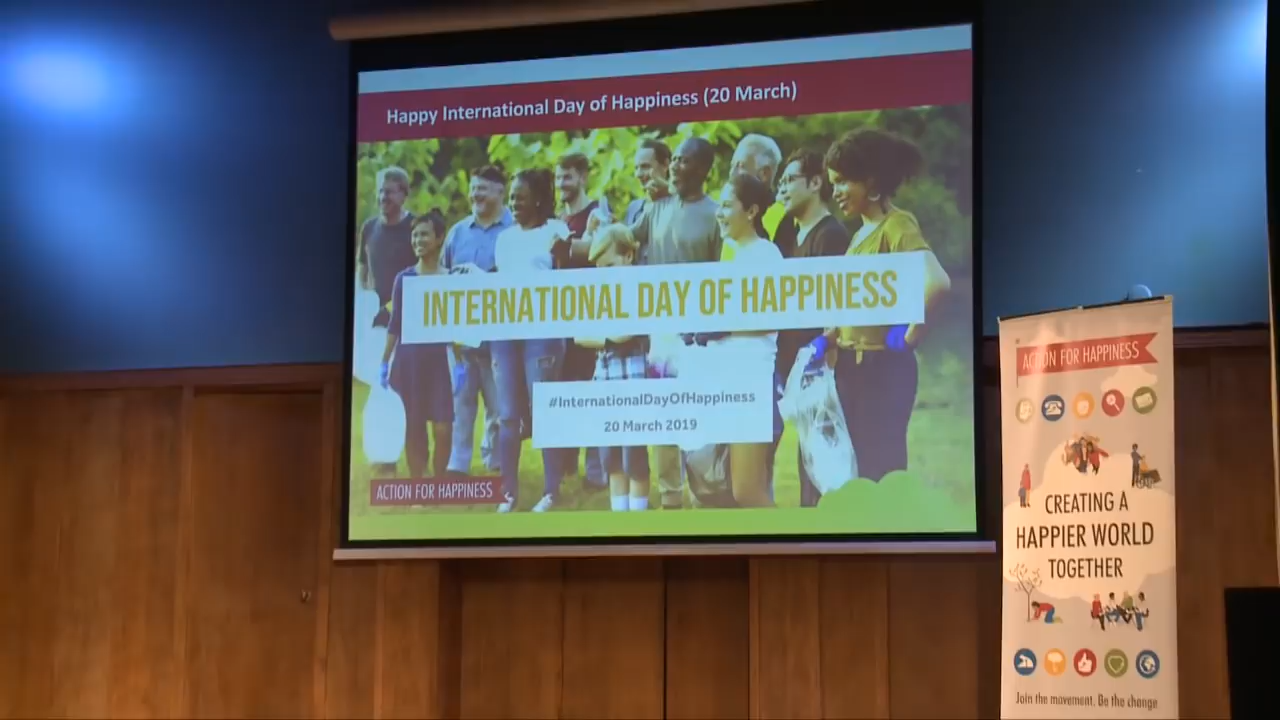 Happy International Day of Happiness (20 March)
INTERNATIONAL DAY OF HAPPINESS
#InternationalDayOfHappiness
20 March 2019
ACTION FOR HAPPINESS
ACTION FOR HAPPINESS
CREATING A
HAPPIER WORLD
TOGETHER
Join the movement. Be the change